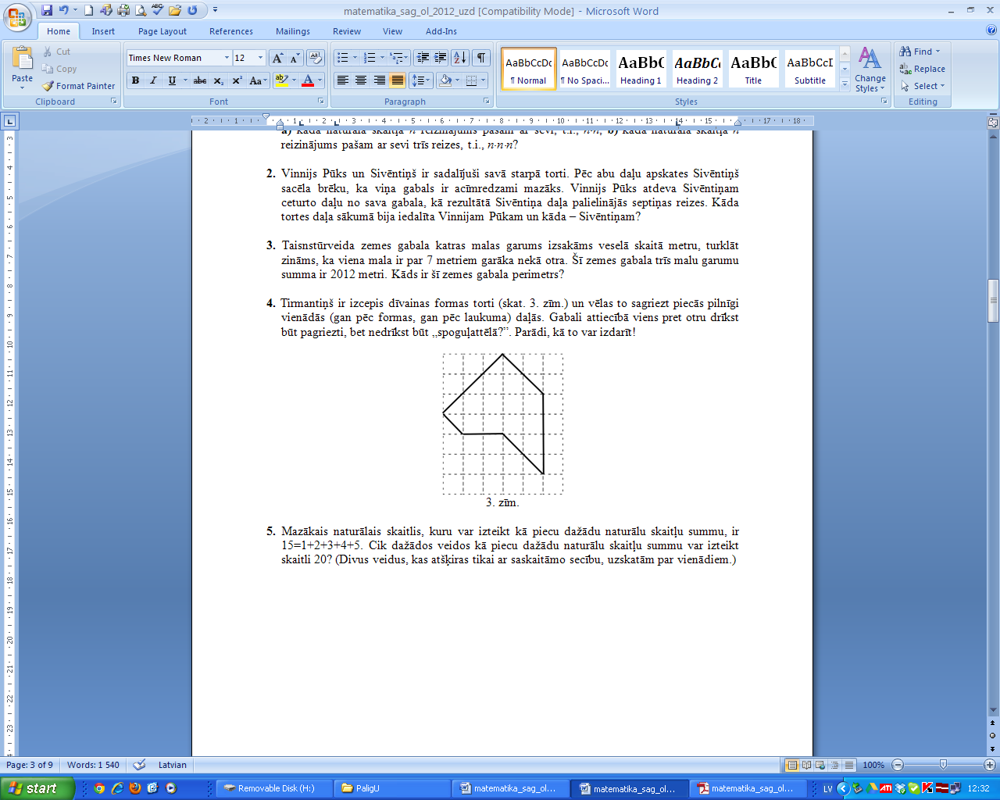 matematika_sag_ol_2012_uzd [Compatibility Mode] - Microsoft Word
Home Insert Page Layout References Mailings Review View Add-Ins
Paste
Cut
Copy
Format Painter
Clipboard
Times New Roman 12
Font
Paragraph
AaBbCcDc AaBbCcDc AaBbC AaBbCc AaBbC AaBbCcI
¶ Normal ¶ No Spaci... Heading 1 Heading 2 Title Subtitle
Change Styles
Styles
Find
Replace
Select
Editing
a) kāda naturāla skaitļa n reizinājums pašam ar sevi, t.i., n·n; b) kāda naturāla skaitļa n
reizinājums pašam ar sevi trīs reizes, t.i., n·n·n?
2. Vinnijs Pūks un Sivēntiņš ir sadalījuši savā starpā torti. Pēc abu daļu apskates Sivēntiņš
sacēla brēku, ka viņa gabals ir acīmredzami mazāks. Vinnijs Pūks atdeva Sivēntiņam
ceturto daļu no sava gabala, kā rezultātā Sivēntiņa daļa palielinājās septiņas reizes. Kāda
tortes daļa sākumā bija iedalīta Vinnijam Pūkam un kāda – Sivēntiņam?
3. Taisnstūrveida zemes gabala katras malas garums izsakāms veselā skaitā metru, turklāt
zināms, ka viena mala ir par 7 metriem garāka nekā otra. Šī zemes gabala trīs malu garumu
summa ir 2012 metri. Kāds ir šī zemes gabala perimetrs?
4. Tirmantiņš ir izcepis dīvainas formas torti (skat. 3. zīm.) un vēlas to sagriezt piecās pilnīgi
vienādās (gan pēc formas, gan pēc laukuma) daļās. Gabali attiecībā viens pret otru drīkst
būt pagriezti, bet nedrīkst būt „spoguļattēlā?”. Parādi, kā to var izdarīt!
3. zīm.
5. Mazākais naturālais skaitlis, kuru var izteikt kā piecu dažādu naturālu skaitļu summu, ir
15=1+2+3+4+5. Cik dažādos veidos kā piecu dažādu naturālu skaitļu summu var izteikt
skaitli 20? (Divus veidus, kas atšķiras tikai ar saskaitāmo secību, uzskatām par vienādiem.)
Page: 3 of 9 Words: 1 540 Latvian 100%
start Removable Disk (H:) PaligU matematika_sag_ol... matematika_sag_ol... matematika_sag_ol... LV 12:32